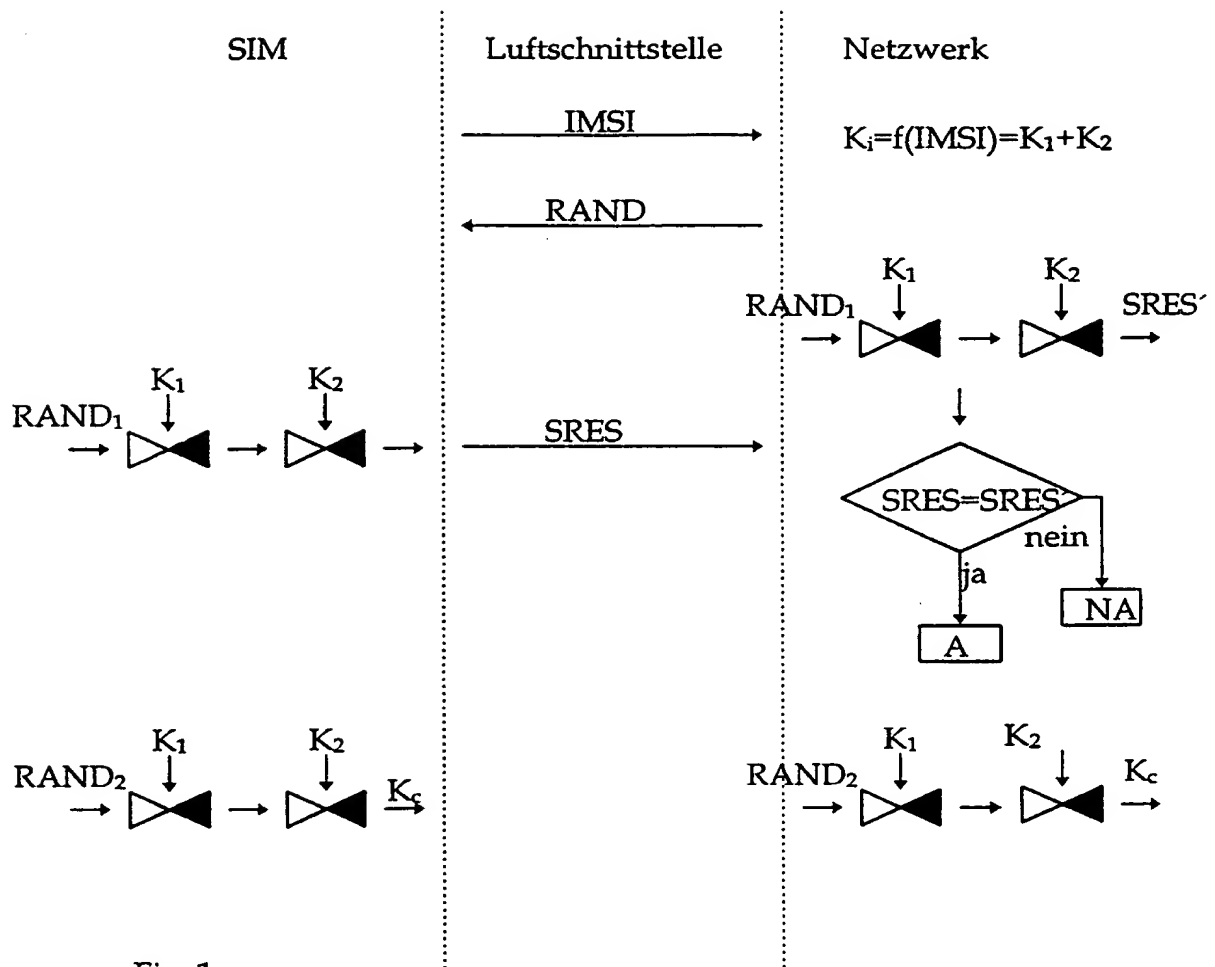 SIM Luftschnittstelle Netzwerk
IMSI
Kᵢ=f(IMSI)=K₁+K₂
RAND
K₁ K₂
RAND₁ SRES´
K₁ K₂
RAND₁
SRES
SRES=SRES´
nein
ja
NA
A
K₁ K₂
RAND₂ K꜀
K₁ K₂
RAND₂ K꜀